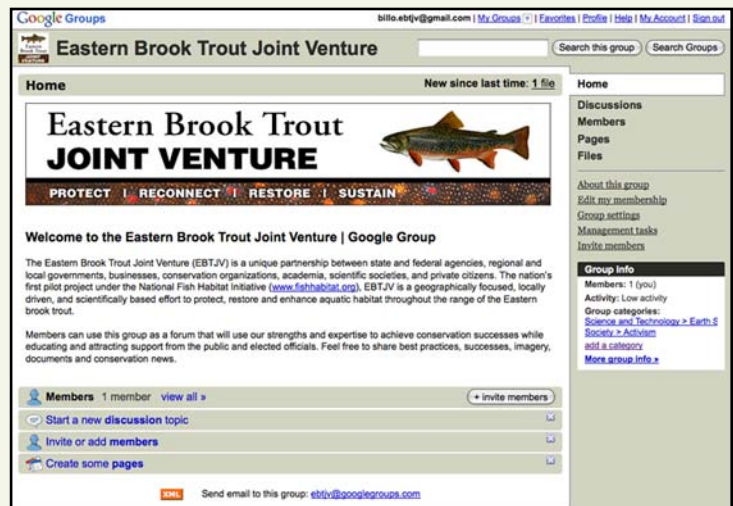 Google Groups
billo.ebtjv@gmail.com | My Groups | Favorites | Profile | Help | My Account | Sign out
Eastern Brook Trout Joint Venture
Search this group
Search Groups
Home
New since last time: 1 file
Eastern Brook Trout
JOINT VENTURE
PROTECT | RECONNECT | RESTORE | SUSTAIN
Welcome to the Eastern Brook Trout Joint Venture | Google Group
The Eastern Brook Trout Joint Venture (EBTJV) is a unique partnership between state and federal agencies, regional and
local governments, businesses, conservation organizations, academia, scientific societies, and private citizens. The nation's
first pilot project under the National Fish Habitat Initiative (www.fishhabitat.org), EBTJV is a geographically focused, locally
driven, and scientifically based effort to protect, restore and enhance aquatic habitat throughout the range of the Eastern
brook trout.
Members can use this group as a forum that will use our strengths and expertise to achieve conservation successes while
educating and attracting support from the public and elected officials. Feel free to share best practices, successes, imagery,
documents and conservation news.
Members 1 member view all »
+ invite members
Start a new discussion topic
Invite or add members
Create some pages
XML Send email to this group: ebtjv@googlegroups.com
Home
Discussions
Members
Pages
Files
About this group
Edit my membership
Group settings
Management tasks
Invite members
Group info
Members: 1 (you)
Activity: Low activity
Group categories:
Science and Technology > Earth S
Society > Activism
add a category
More group info »